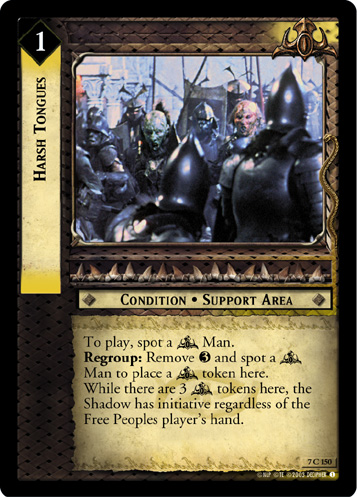 1
HARSH TONGUES
CONDITION • SUPPORT AREA
To play, spot a Man.
Regroup: Remove 3 and spot a
Man to place a token here.
While there are 3 tokens here, the
Shadow has initiative regardless of the
Free Peoples player's hand.
7 C 150